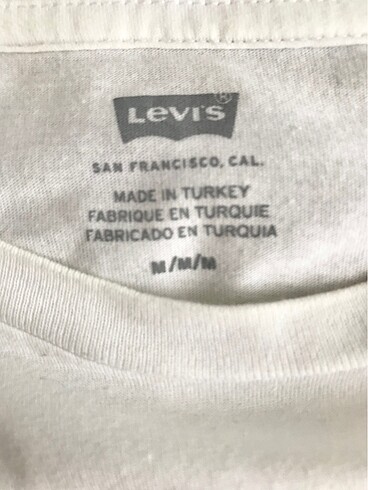 Levi's®
SAN FRANCISCO, CAL.
MADE IN TURKEY
FABRIQUE EN TURQUIE
FABRICADO EN TURQUIA
M/M/M